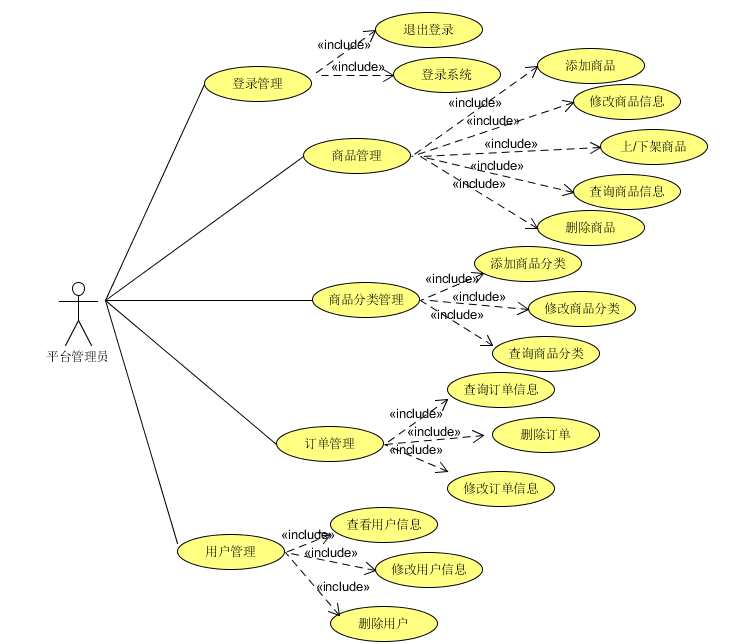 退出登录
«include»
登录管理
«include»
登录系统
添加商品
«include»
修改商品信息
«include»
商品管理
«include»
上/下架商品
«include»
查询商品信息
«include»
删除商品
添加商品分类
«include»
商品分类管理
«include»
修改商品分类
«include»
查询商品分类
平台管理员
查询订单信息
«include»
订单管理
«include»
删除订单
«include»
修改订单信息
查看用户信息
«include»
用户管理
«include»
修改用户信息
«include»
删除用户